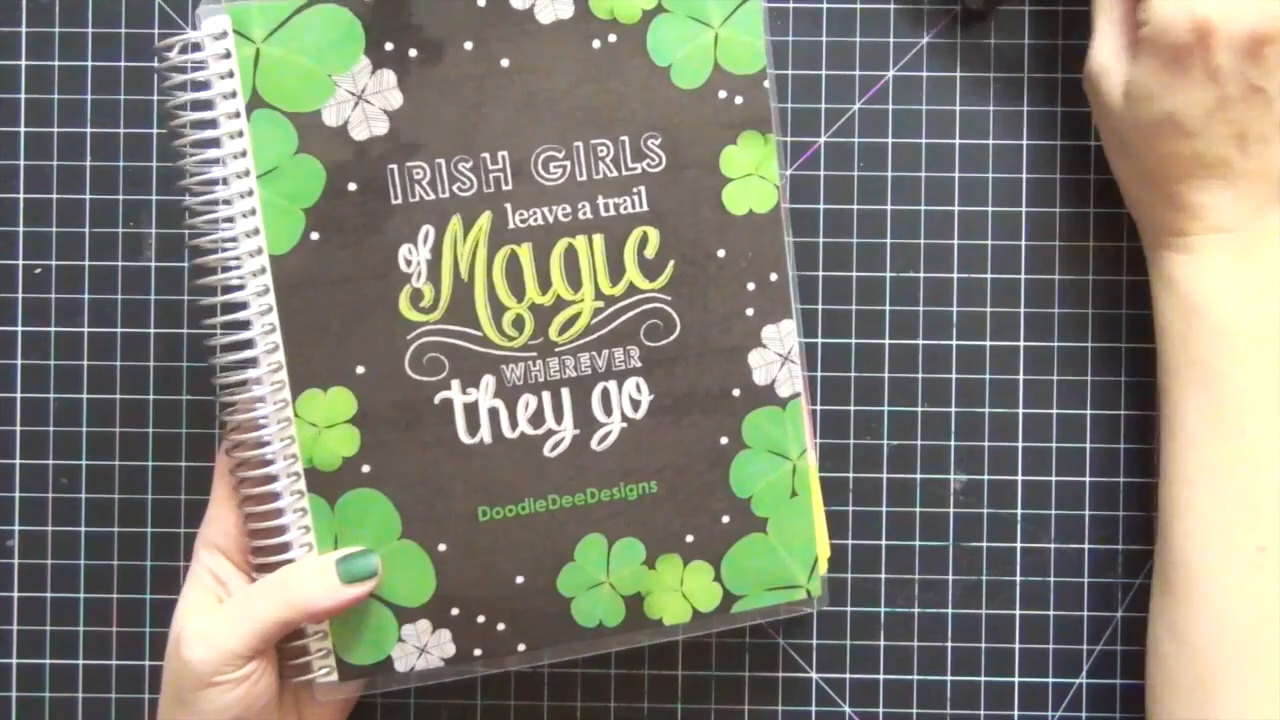 IRISH GIRLS
leave a trail
of Magic
WHEREVER
they go
DoodleDeeDesigns